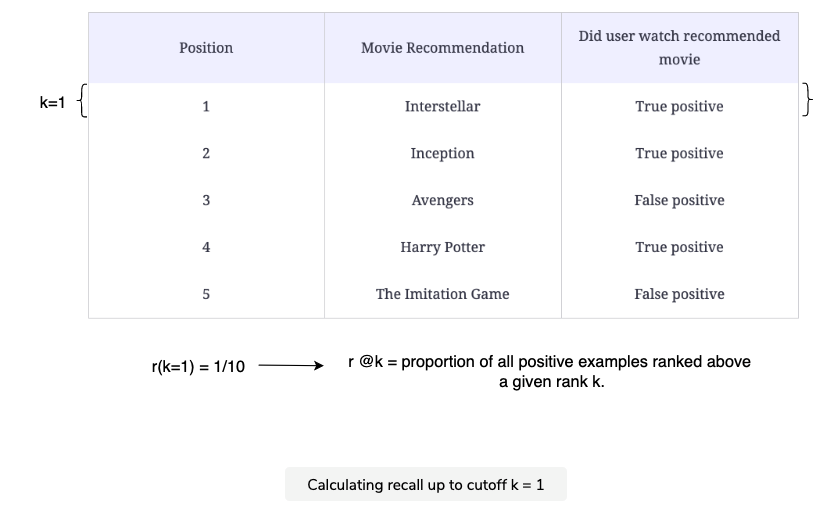 Position Movie Recommendation Did user watch recommended
movie
k=1 { 1 Interstellar True positive }
2 Inception True positive
3 Avengers False positive
4 Harry Potter True positive
5 The Imitation Game False positive
r(k=1) = 1/10 r @k = proportion of all positive examples ranked above
a given rank k.
Calculating recall up to cutoff k = 1